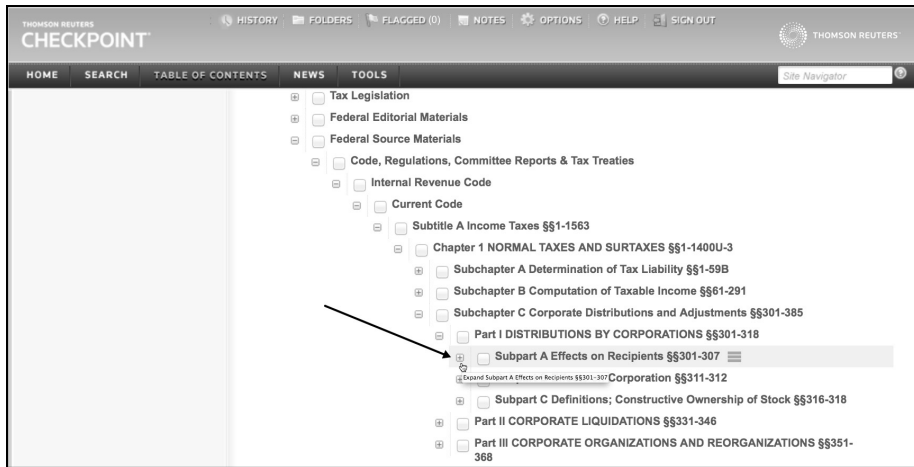 THOMSON REUTERS
CHECKPOINT™
HISTORY FOLDERS FLAGGED (0) NOTES OPTIONS HELP SIGN OUT
THOMSON REUTERS
HOME SEARCH TABLE OF CONTENTS NEWS TOOLS Site Navigator
Tax Legislation
Federal Editorial Materials
Federal Source Materials
Code, Regulations, Committee Reports & Tax Treaties
Internal Revenue Code
Current Code
Subtitle A Income Taxes §§1-1563
Chapter 1 NORMAL TAXES AND SURTAXES §§1-1400U-3
Subchapter A Determination of Tax Liability §§1-59B
Subchapter B Computation of Taxable Income §§61-291
Subchapter C Corporate Distributions and Adjustments §§301-385
Part I DISTRIBUTIONS BY CORPORATIONS §§301-318
Subpart A Effects on Recipients §§301-307
Expand Subpart A Effects on Recipients §§301-307 Corporation §§311-312
Subpart C Definitions; Constructive Ownership of Stock §§316-318
Part II CORPORATE LIQUIDATIONS §§331-346
Part III CORPORATE ORGANIZATIONS AND REORGANIZATIONS §§351-
368